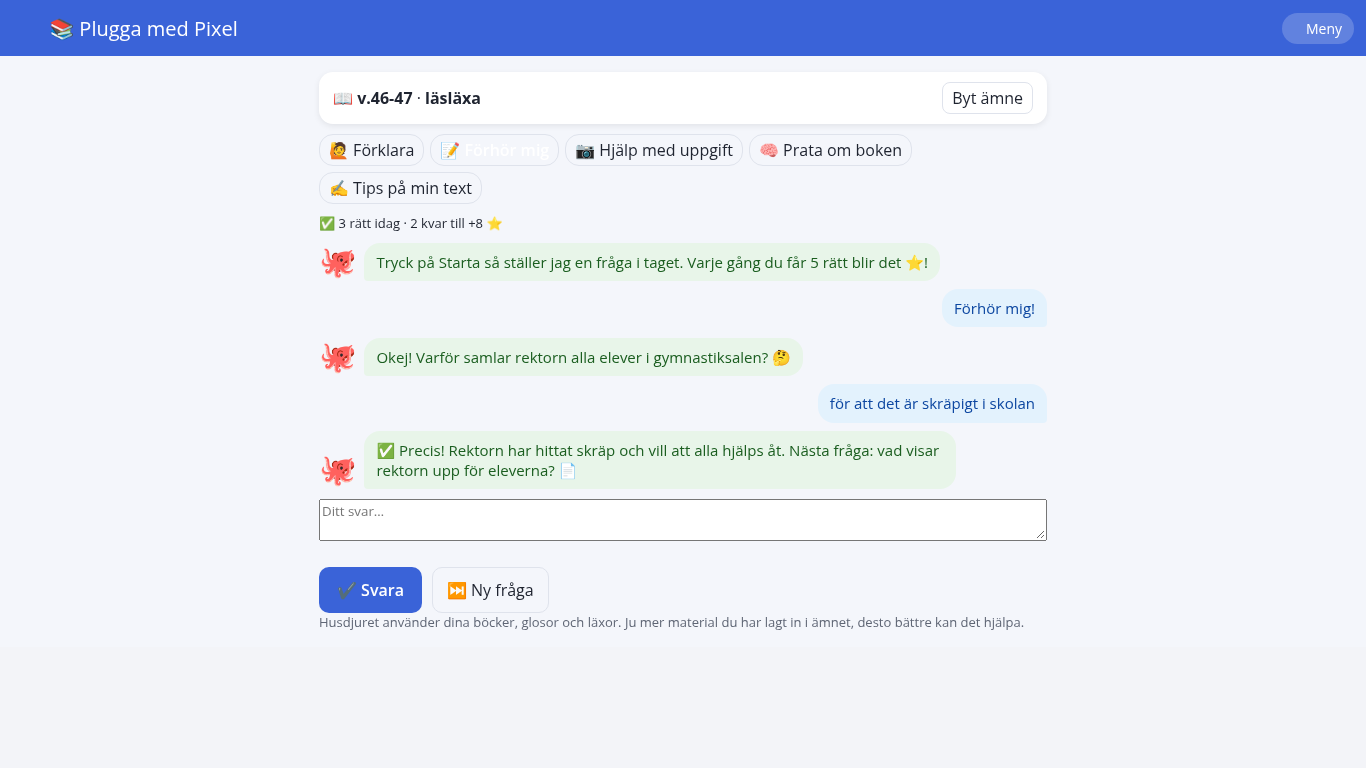 📚 Plugga med Pixel
Meny
📖 v.46-47 · läsläxa
Byt ämne
🙋 Förklara
📝 Förhör mig
📷 Hjälp med uppgift
🧠 Prata om boken
✍️ Tips på min text
✅ 3 rätt idag · 2 kvar till +8 ⭐
Tryck på Starta så ställer jag en fråga i taget. Varje gång du får 5 rätt blir det ⭐!
Förhör mig!
Okej! Varför samlar rektorn alla elever i gymnastiksalen? 🤔
för att det är skräpigt i skolan
✅ Precis! Rektorn har hittat skräp och vill att alla hjälps åt. Nästa fråga: vad visar
rektorn upp för eleverna? 📄
Ditt svar...
✔️ Svara
⏭️ Ny fråga
Husdjuret använder dina böcker, glosor och läxor. Ju mer material du har lagt in i ämnet, desto bättre kan det hjälpa.